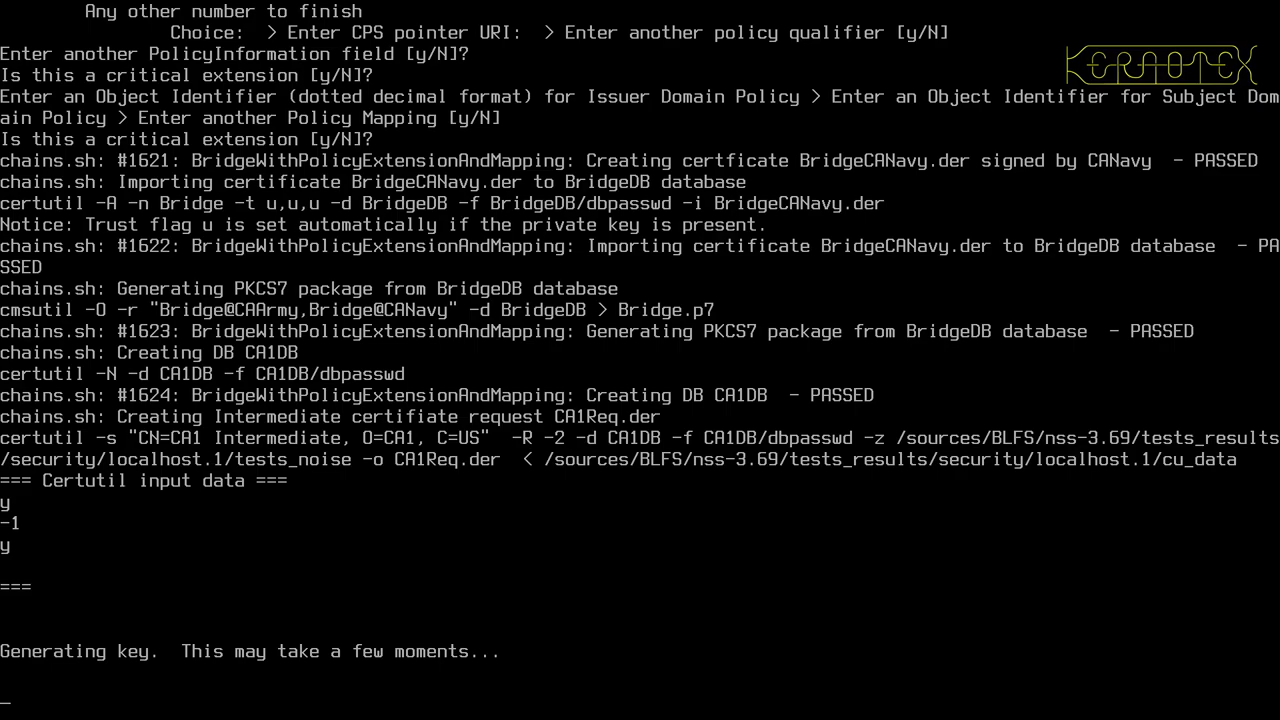 Any other number to finish
Choice:  > Enter CPS pointer URI:  > Enter another policy qualifier [y/N]
Enter another PolicyInformation field [y/N]?
Is this a critical extension [y/N]?
Enter an Object Identifier (dotted decimal format) for Issuer Domain Policy > Enter an Object Identifier for Subject Dom
ain Policy > Enter another Policy Mapping [y/N]
Is this a critical extension [y/N]?
chains.sh: #1621: BridgeWithPolicyExtensionAndMapping: Creating certficate BridgeCANavy.der signed by CANavy  - PASSED
chains.sh: Importing certificate BridgeCANavy.der to BridgeDB database
certutil -A -n Bridge -t u,u,u -d BridgeDB -f BridgeDB/dbpasswd -i BridgeCANavy.der
Notice: Trust flag u is set automatically if the private key is present.
chains.sh: #1622: BridgeWithPolicyExtensionAndMapping: Importing certificate BridgeCANavy.der to BridgeDB database  - PA
SSED
chains.sh: Generating PKCS7 package from BridgeDB database
cmsutil -O -r "Bridge@CAArmy,Bridge@CANavy" -d BridgeDB > Bridge.p7
chains.sh: #1623: BridgeWithPolicyExtensionAndMapping: Generating PKCS7 package from BridgeDB database  - PASSED
chains.sh: Creating DB CA1DB
certutil -N -d CA1DB -f CA1DB/dbpasswd
chains.sh: #1624: BridgeWithPolicyExtensionAndMapping: Creating DB CA1DB  - PASSED
chains.sh: Creating Intermediate certifiate request CA1Req.der
certutil -s "CN=CA1 Intermediate, O=CA1, C=US"  -R -2 -d CA1DB -f CA1DB/dbpasswd -z /sources/BLFS/nss-3.69/tests_results
/security/localhost.1/tests_noise -o CA1Req.der  < /sources/BLFS/nss-3.69/tests_results/security/localhost.1/cu_data
=== Certutil input data ===
y
-1
y
===
Generating key.  This may take a few moments...
KERNOTEX